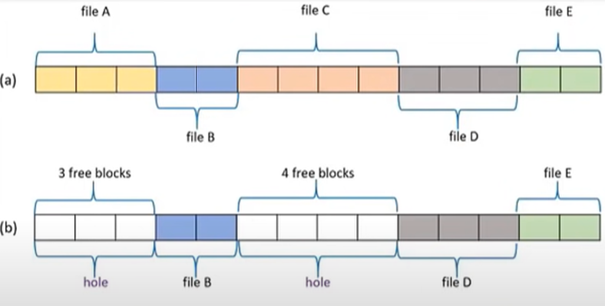 file A
file C
file E
(a)
file B
file D
3 free blocks
4 free blocks
file E
(b)
hole
file B
hole
file D